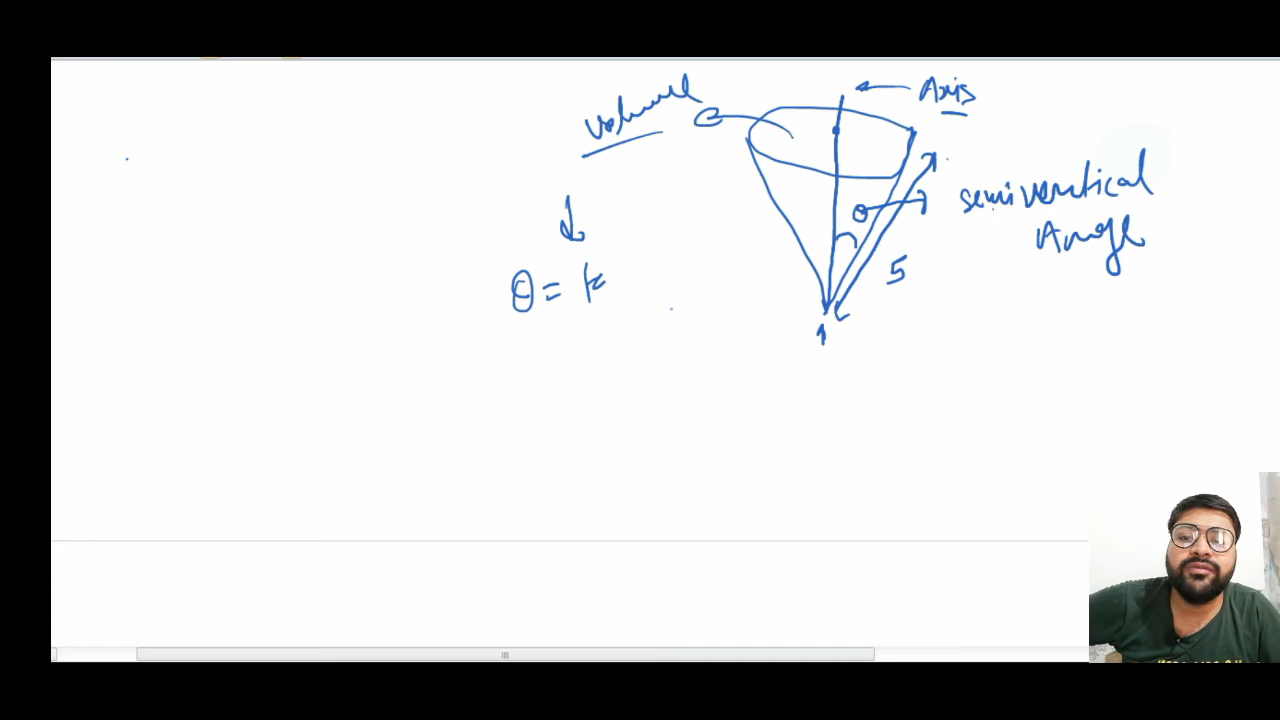 Axis
volume
semivertical
Angle
θ
5
θ = k